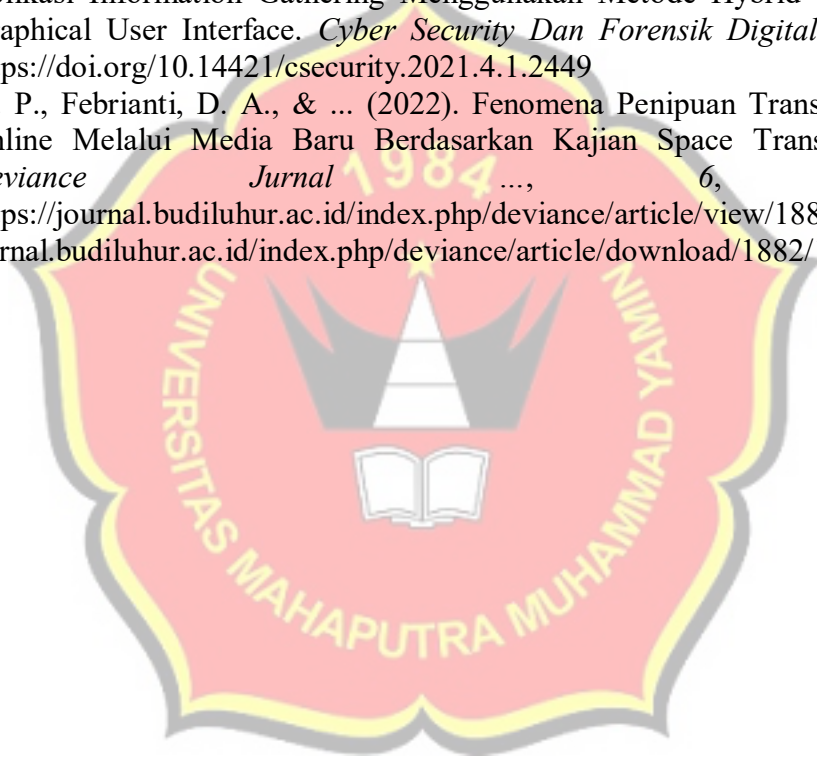 Information Gathering Menggunakan Metode Hybrid
aphical User Interface. Cyber Security Dan Forensik Digital
ps://doi.org/10.14421/csecurity.2021.4.1.2449
P., Febrianti, D. A., & ... (2022). Fenomena Penipuan Trans
nline Melalui Media Baru Berdasarkan Kajian Space Trans
eviance Jurnal ..., 6,
ps://journal.budiluhur.ac.id/index.php/deviance/article/view/188
rnal.budiluhur.ac.id/index.php/deviance/article/download/1882/
1984
UNIVERSITAS MAHAPUTRA MUHAMMAD YAMIN